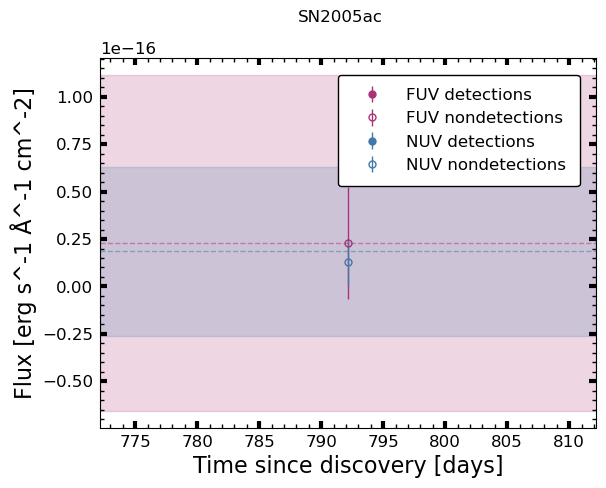 SN2005ac
1e−16
FUV detections
FUV nondetections
NUV detections
NUV nondetections
1.00
0.75
0.50
0.25
0.00
−0.25
−0.50
Flux [erg s^-1 Å^-1 cm^-2]
775 780 785 790 795 800 805 810
Time since discovery [days]